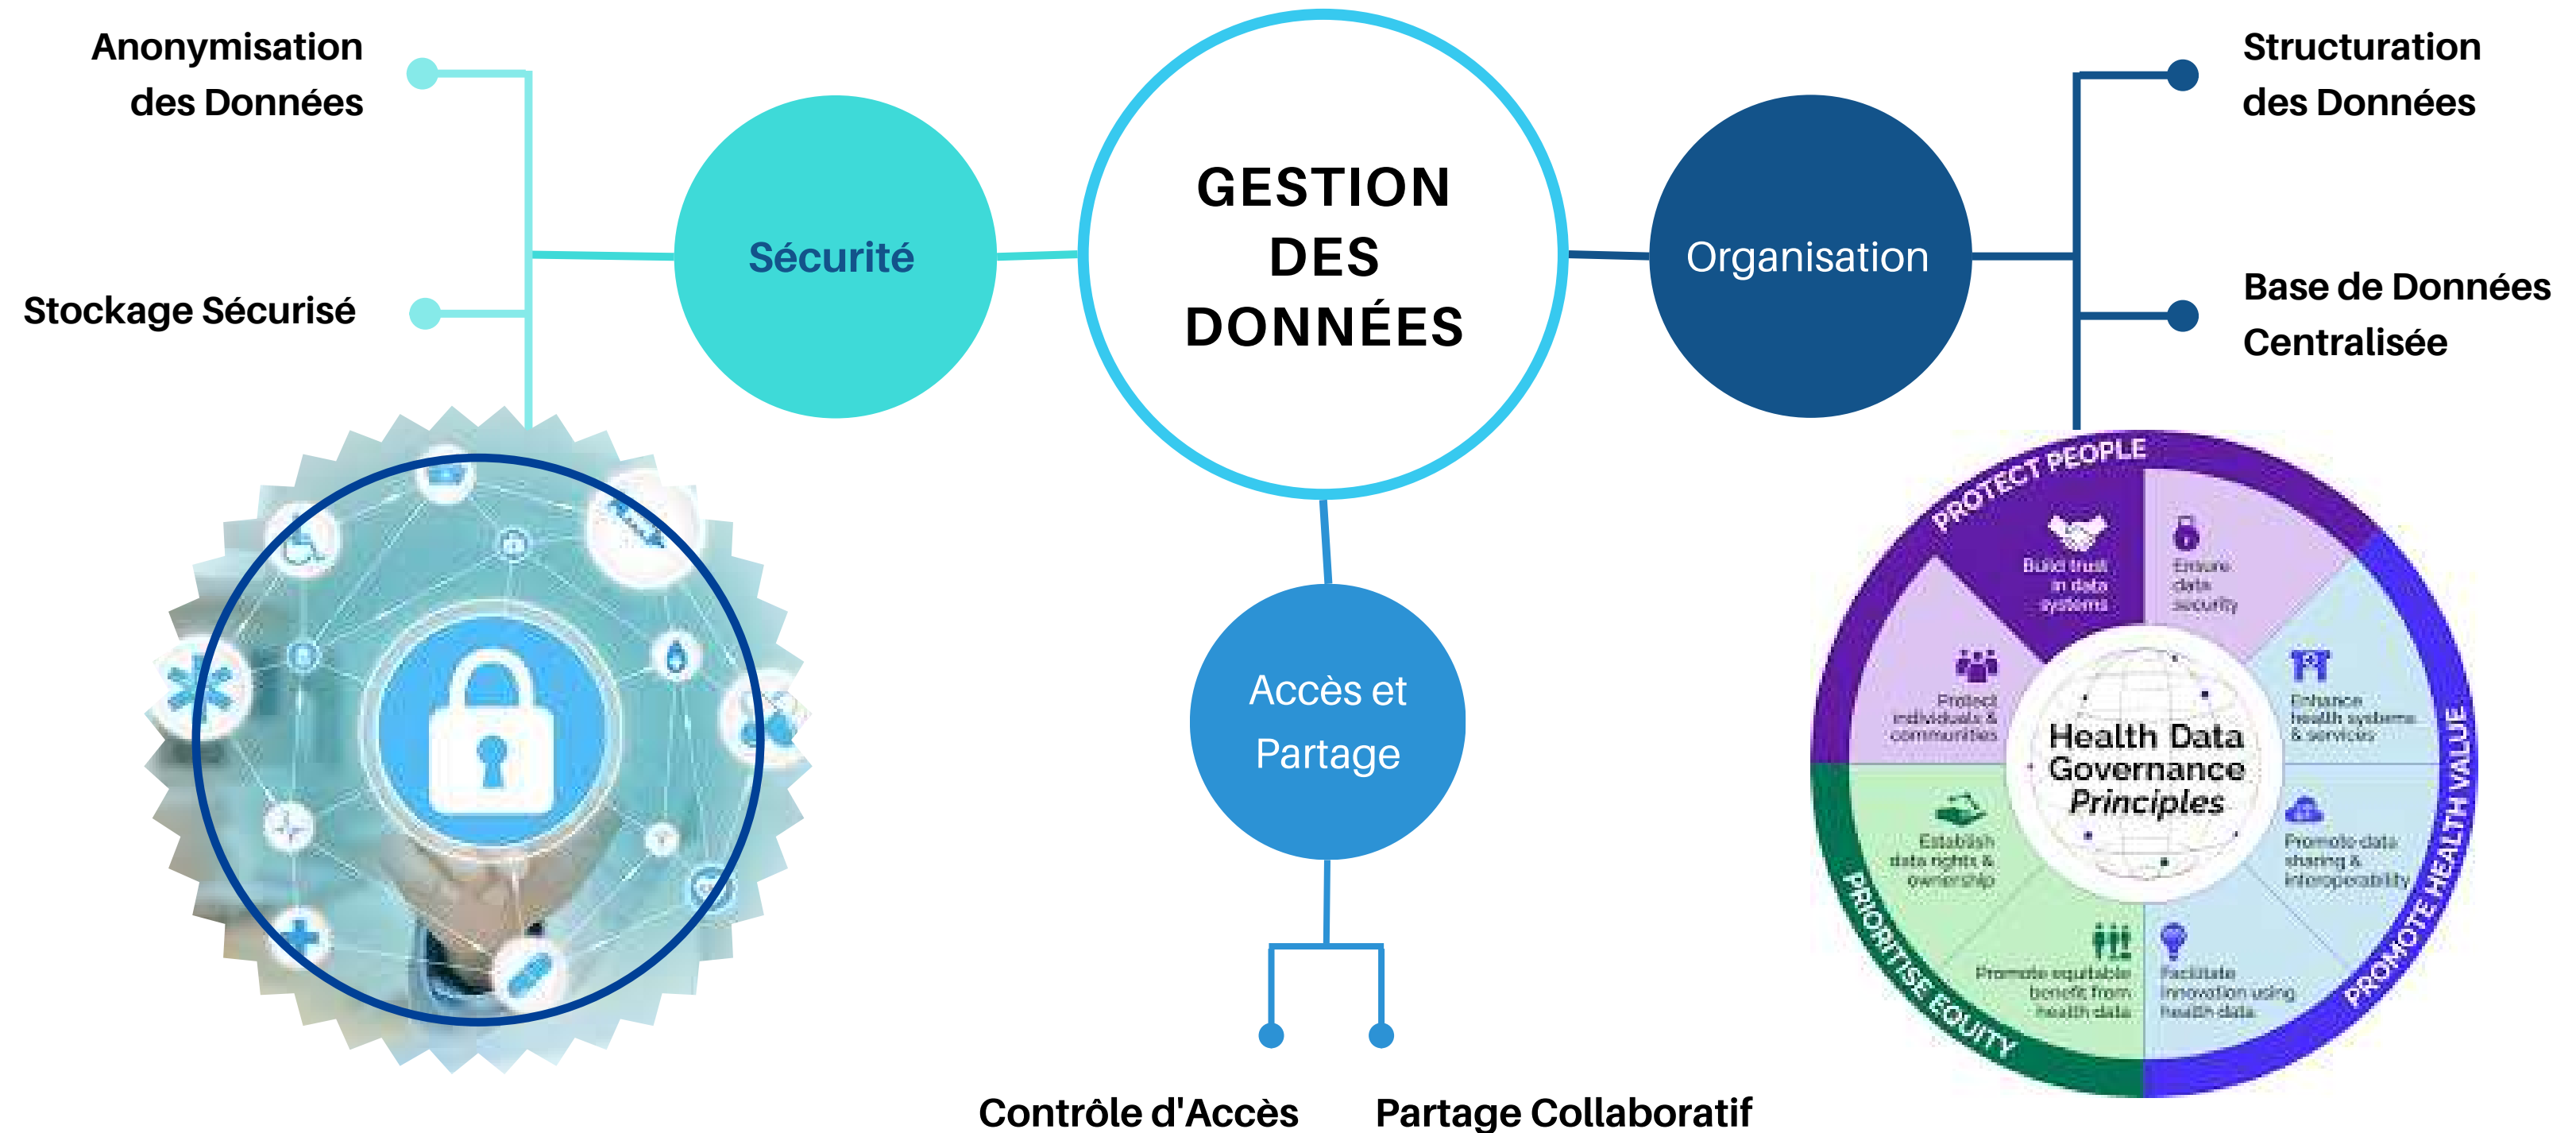 Anonymisation
des Données
Stockage Sécurisé
Sécurité
GESTION
DES
DONNÉES
Organisation
Structuration
des Données
Base de Données
Centralisée
Accès et
Partage
Contrôle d'Accès
Partage Collaboratif
PROTECT PEOPLE
Build trust
in data
systems
Ensure
data
security
Protect
individuals &
communities
Enhance
health systems
& services
Health Data
Governance
Principles
Establish
data rights &
ownership
Promote data
sharing &
interoperability
Promote equitable
benefit from
health data
Facilitate
innovation using
health data
PRIORITISE EQUITY
PROMOTE HEALTH VALUE